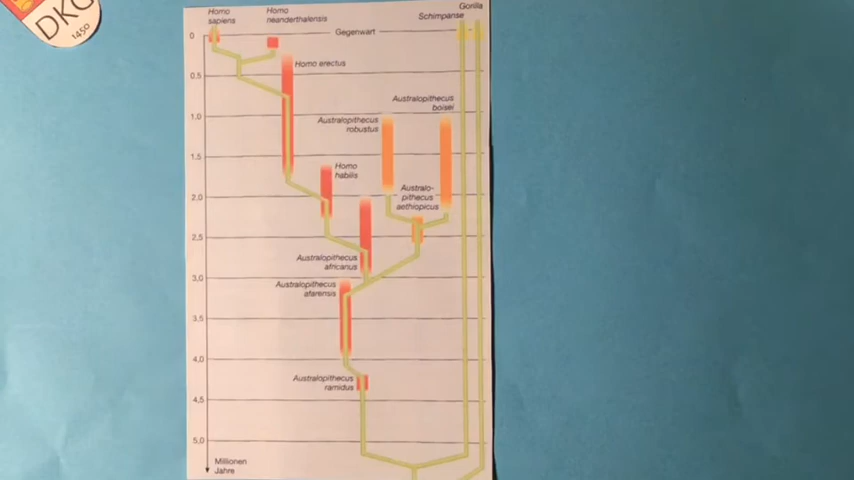 DKG
1450
Homo
sapiens
Homo
neanderthalensis
Gorilla
Schimpanse
0
Gegenwart
Homo erectus
0.5
Australopithecus
boisei
1.0
Australopithecus
robustus
1.5
Homo
habilis
2,0
Australo-
pithecus
aethiopicus
2.5
Australopithecus
africanus
3,0
Australopithecus
afarensis
3,5
4,0
Australopithecus
ramidus
4,5
5,0
Millionen
Jahre